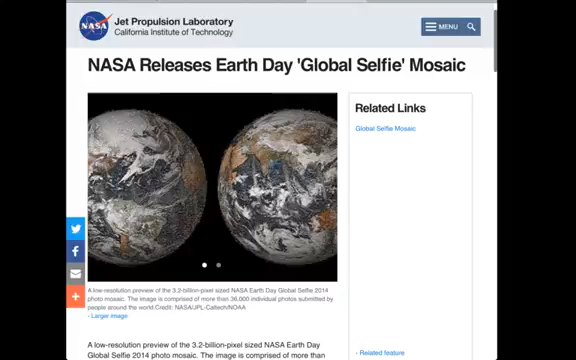 NASA
Jet Propulsion Laboratory
California Institute of Technology
MENU
NASA Releases Earth Day 'Global Selfie' Mosaic
Related Links
Global Selfie Mosaic
A low-resolution preview of the 3.2-billion-pixel sized NASA Earth Day Global Selfie 2014
photo mosaic. The image is comprised of more than 36,000 individual photos submitted by
people around the world.Credit: NASA/JPL-Caltech/NOAA
› Larger image
A low-resolution preview of the 3.2-billion-pixel sized NASA Earth Day
Global Selfie 2014 photo mosaic. The image is comprised of more than
› Related feature